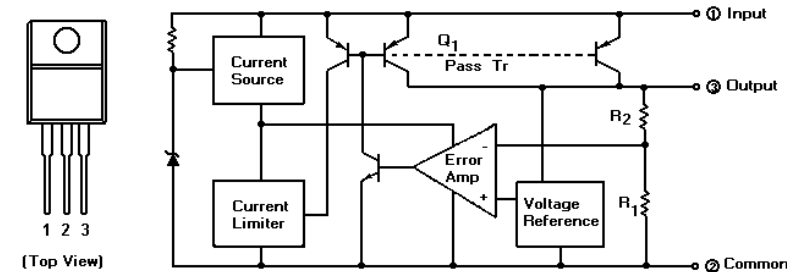 ① Input
Q1
Pass Tr
Current
Source
③ Output
R2
Error
Amp
-
+
Current
Limiter
Voltage
Reference
R1
1 2 3
(Top View)
② Common